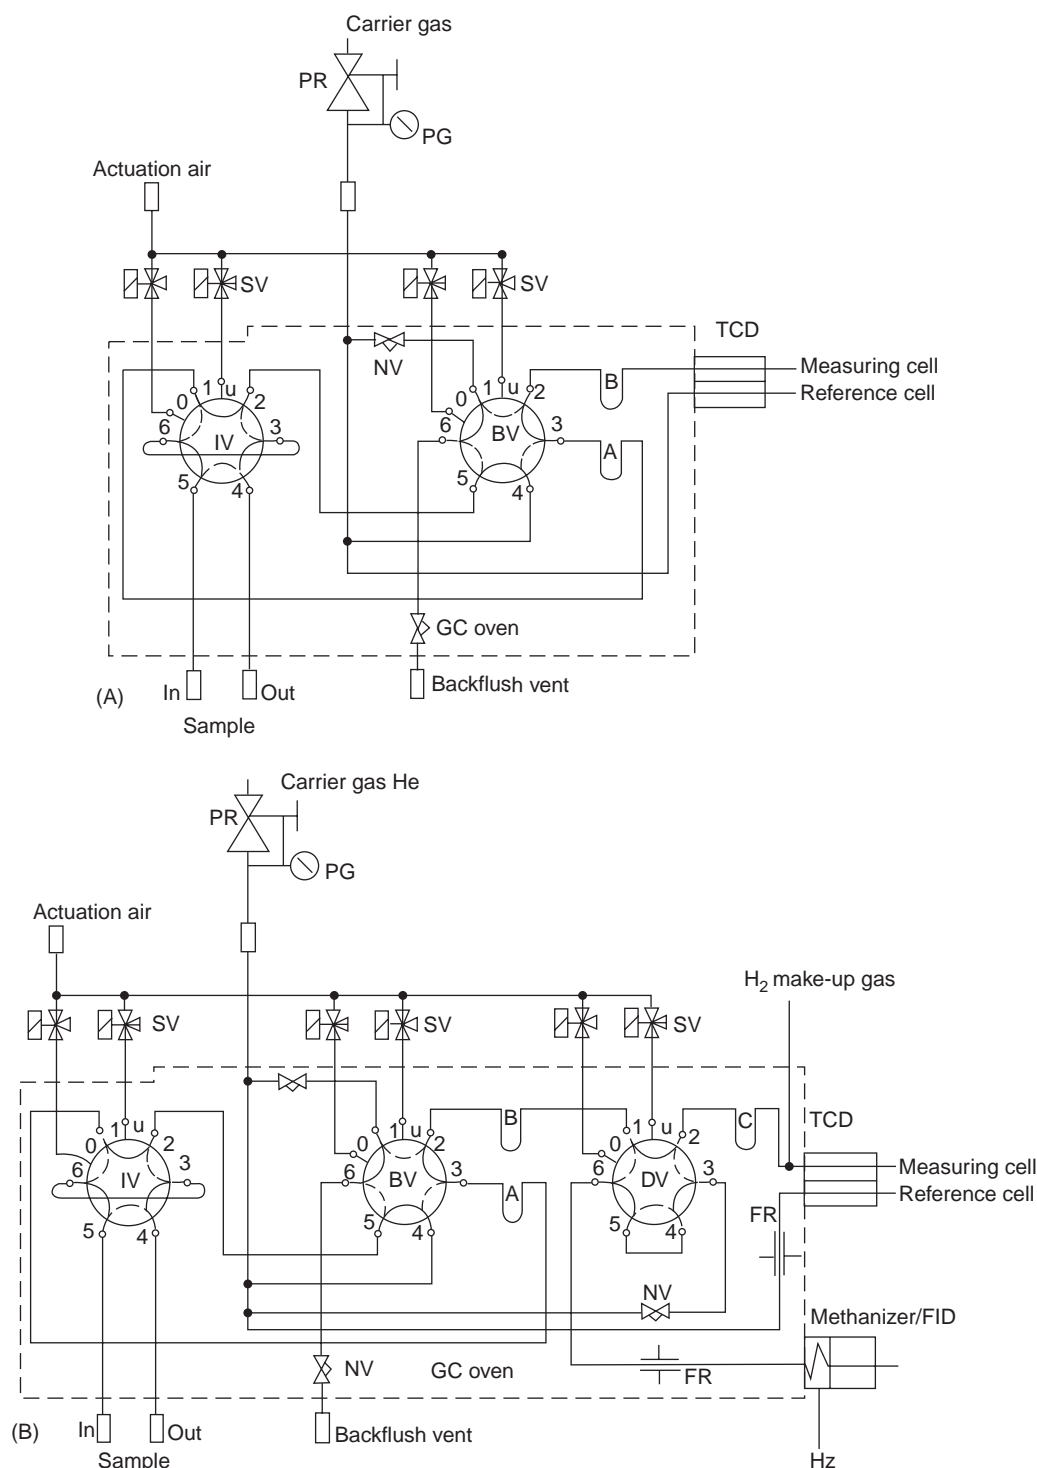 Carrier gas
PR
PG
Actuation air
SV
SV
TCD
NV
Measuring cell
Reference cell
B
1 u
2
0
6
3
IV
5
4
1 u
2
0
6
3
BV
A
5
4
GC oven
In
Out
Backflush vent
(A)
Sample
Carrier gas He
PR
PG
Actuation air
H2 make-up gas
SV
SV
SV
TCD
B
C
1 u
2
0
6
3
IV
5
4
1 u
2
0
6
3
BV
A
5
4
1 u
2
0
6
3
DV
5
4
Measuring cell
Reference cell
FR
NV
Methanizer/FID
NV
GC oven
FR
(B)
In
Out
Backflush vent
Sample
Hz